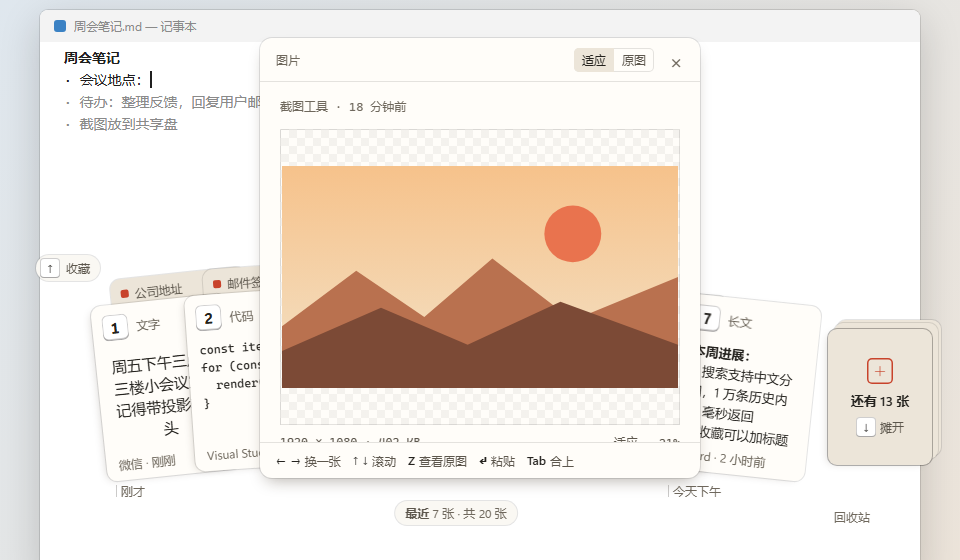 周会笔记.md — 记事本
周会笔记
· 会议地点：
· 待办：整理反馈，回复用户邮
· 截图放到共享盘
图片
适应 原图 ×
截图工具 · 18 分钟前
适应
← → 换一张 ↑↓ 滚动 Z 查看原图 ↵ 粘贴 Tab 合上
↑ 收藏
公司地址
邮件签
1 文字
周五下午三
三楼小会议
记得带投影
头
微信 · 刚刚
2 代码
const ite
for (cons
render
}
Visual Stu
7 长文
本周进展：
搜索支持中文分
，1 万条历史内
毫秒返回
收藏可以加标题
rd · 2 小时前
还有 13 张
↓ 摊开
刚才
今天下午
最近 7 张 · 共 20 张
回收站